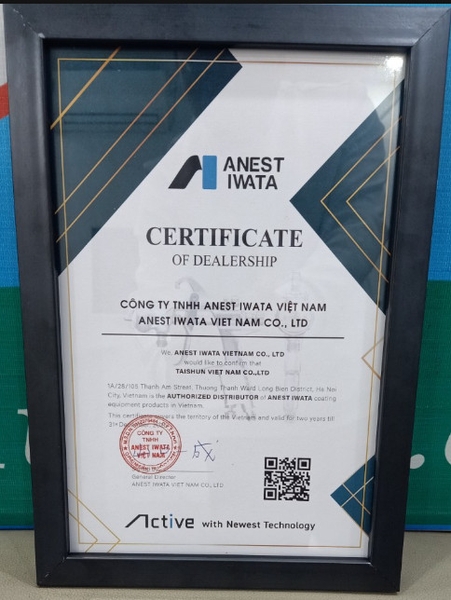 ANEST
IWATA
CERTIFICATE
OF DEALERSHIP
CÔNG TY TNHH ANEST IWATA VIỆT NAM
ANEST IWATA VIET NAM CO., LTD
We, ANEST IWATA VIETNAM CO., LTD
would like to confirm that
TAISHUN VIET NAM CO.,LTD
Thanh Am Street, Thuong Thanh Ward Long Bien District, Ha Noi
City, Vietnam is the AUTHORIZED DISTRIBUTOR of ANEST IWATA coating
equipment products in Vietnam.
This certificate covers the territory of the Vietnam and valid for two years till
31st
CÔNG TY
TNHH
ANEST IWATA
VIỆT NAM
General Director
ANEST IWATA VIET NAM CO., LTD
Active with Newest Technology